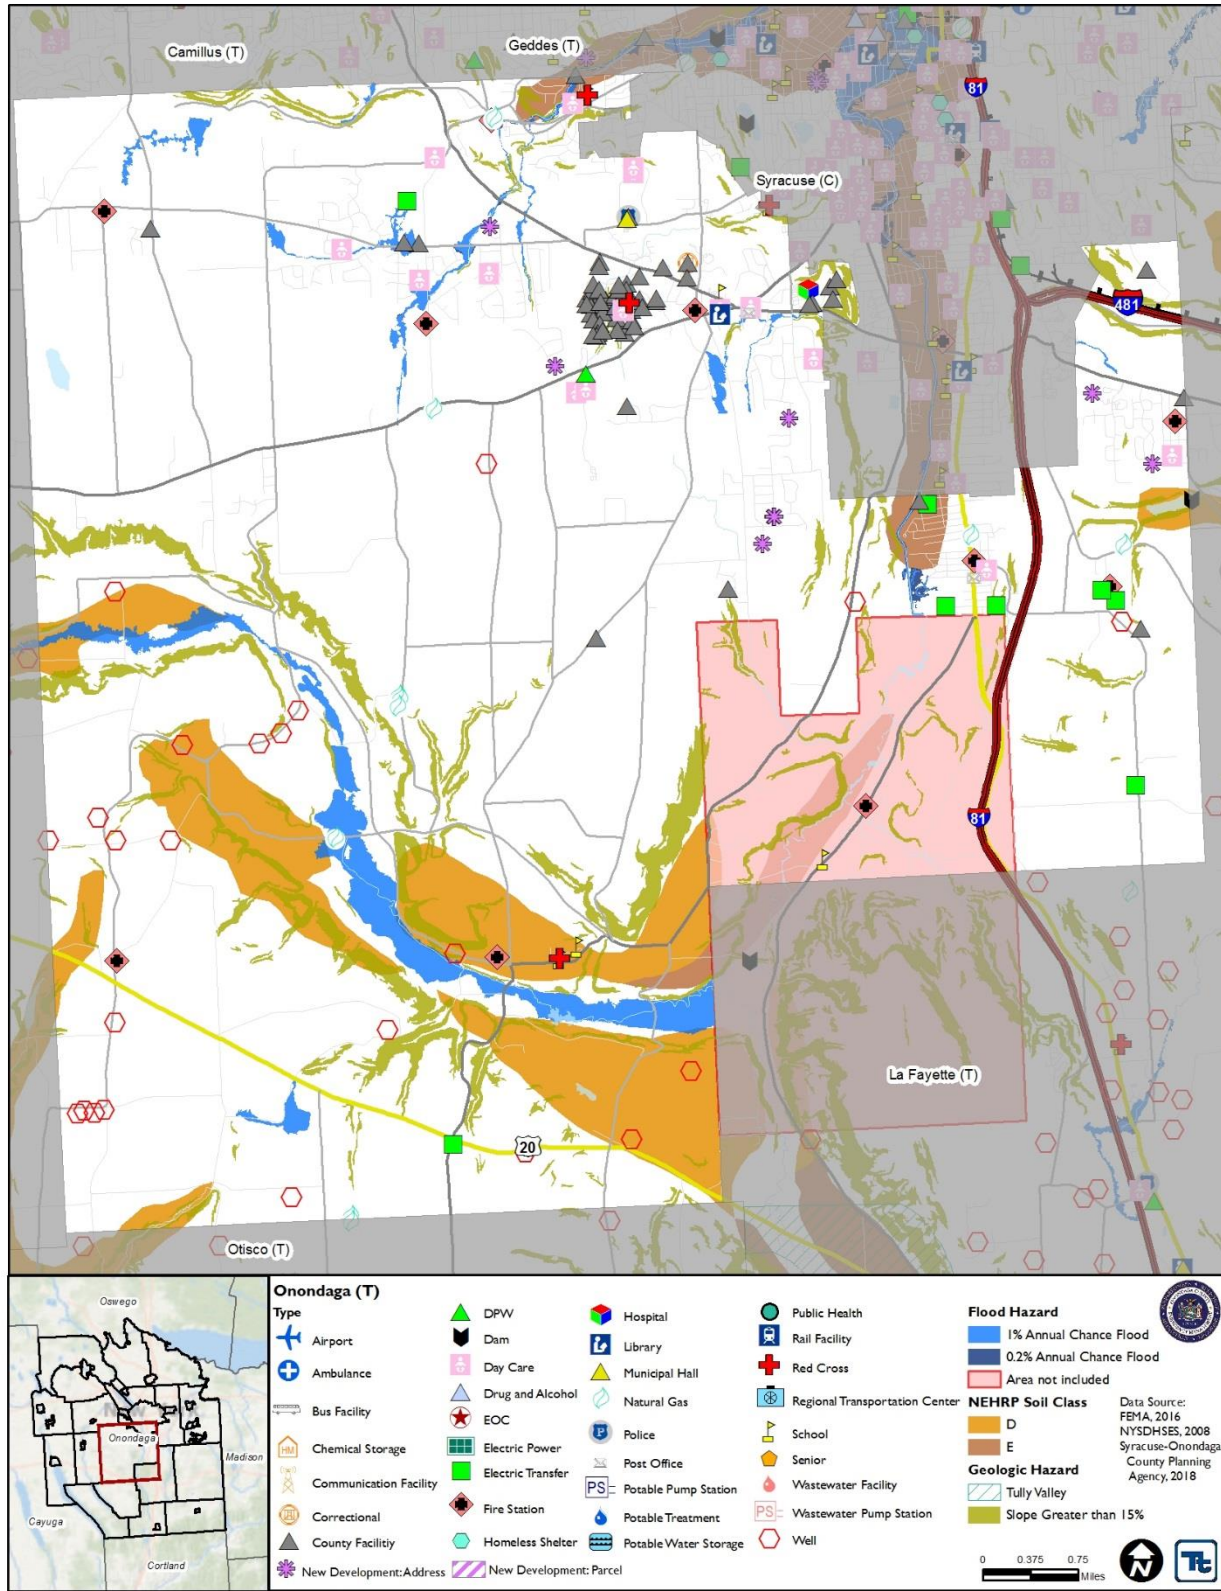 Camillus (T)
Geddes (T)
81
Syracuse (C)
481
81
La Fayette (T)
20
Otisco (T)
Oswego
Onondaga
Madison
Cayuga
Cortland
Onondaga (T)
Type
Airport
Ambulance
Bus Facility
HM
Chemical Storage
Communication Facility
Correctional
County Facilitiy
New Development: Address
DPW
Dam
Day Care
Drug and Alcohol
EOC
Electric Power
Electric Transfer
Fire Station
Homeless Shelter
New Development: Parcel
Hospital
Library
Municipal Hall
Natural Gas
P
Police
Post Office
PS
Potable Pump Station
Potable Treatment
Potable Water Storage
Public Health
Rail Facility
Red Cross
Regional Transportation Center
School
Senior
Wastewater Facility
PS
Wastewater Pump Station
Well
Flood Hazard
1% Annual Chance Flood
0.2% Annual Chance Flood
Area not included
NEHRP Soil Class
D
E
Geologic Hazard
Tully Valley
Slope Greater than 15%
Data Source:
FEMA, 2016
NYSDHSES, 2008
Syracuse-Onondaga
County Planning
Agency, 2018
0 0.375 0.75
Miles
N
Tt